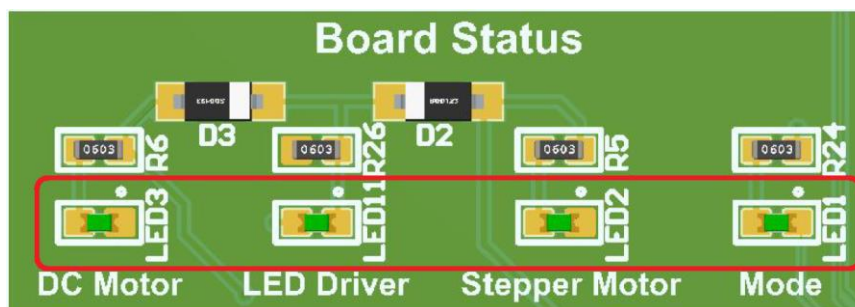 Board Status
D3 D2
0603 R6 0603 R26 0603 R5 0603 R24
LED3 LED11 LED2 LED1
DC Motor LED Driver Stepper Motor Mode